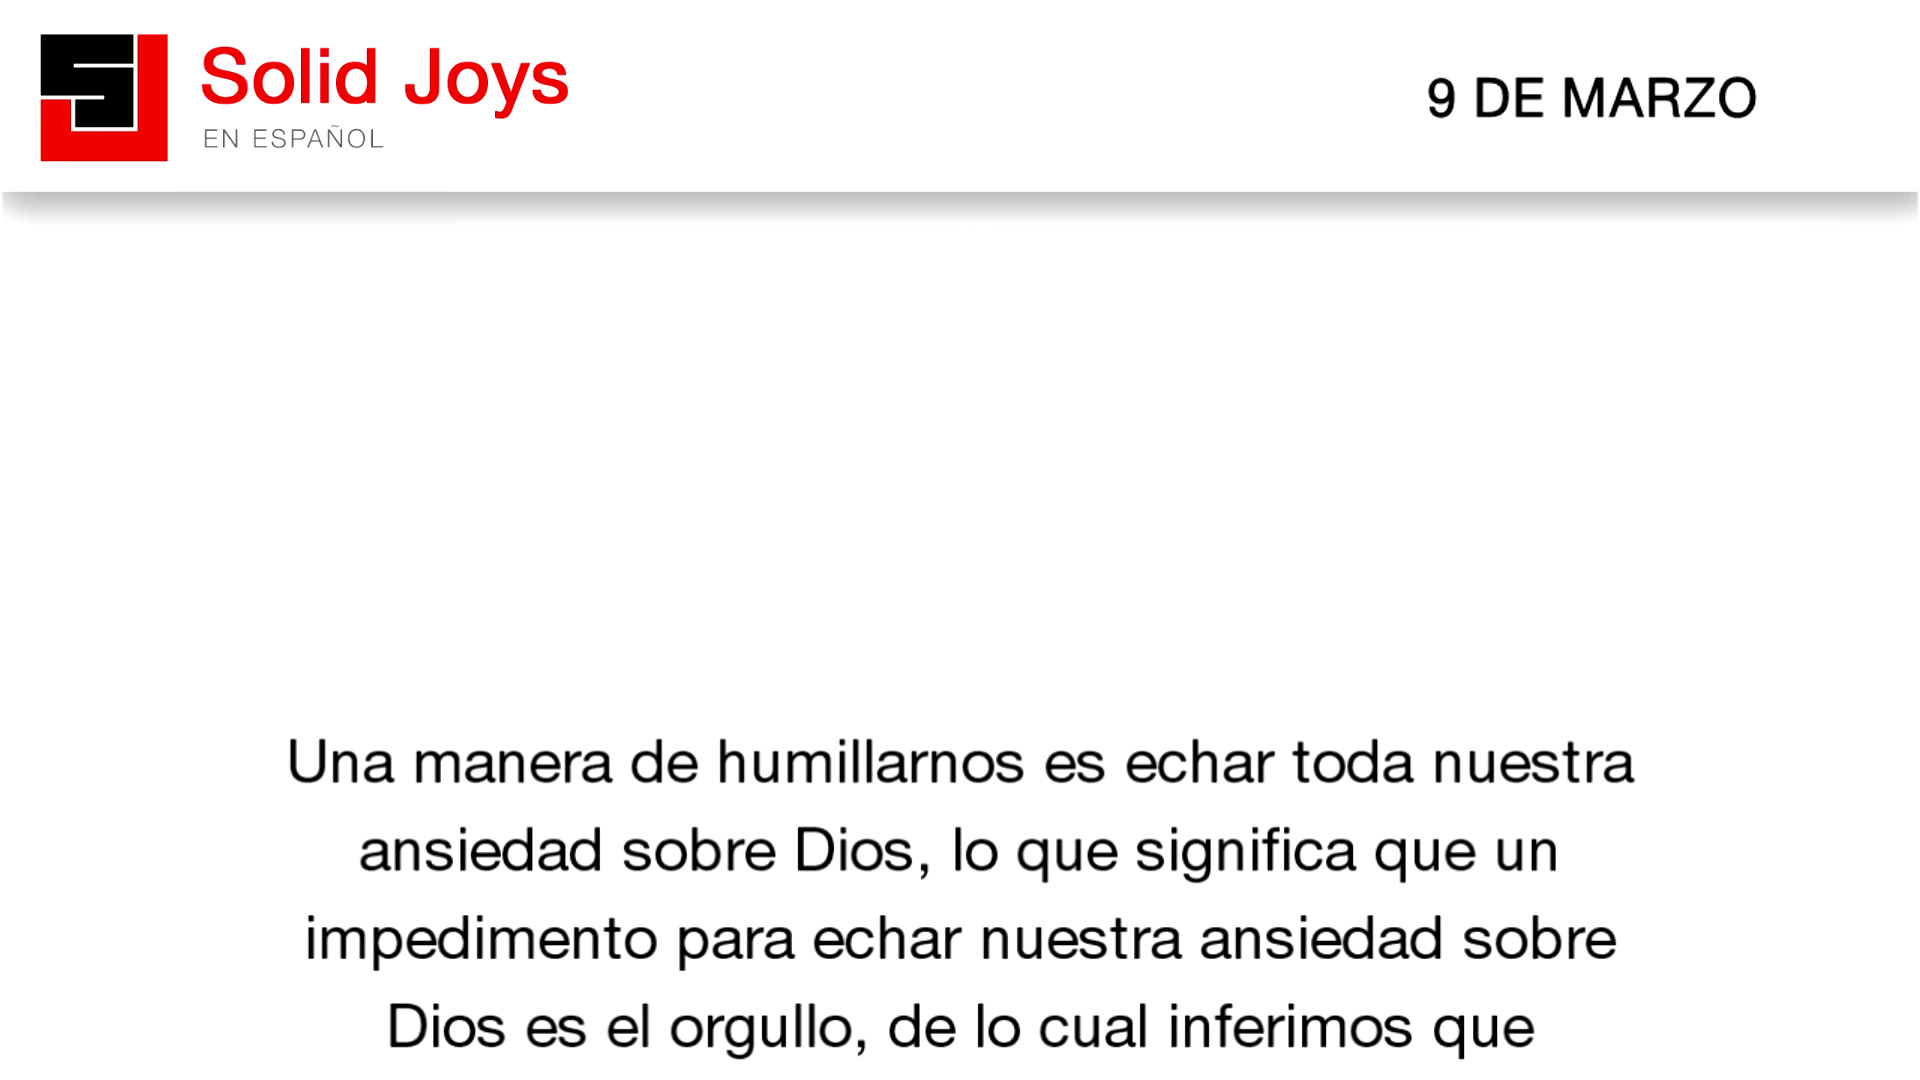 Solid Joys
EN ESPAÑOL
9 DE MARZO
Una manera de humillarnos es echar toda nuestra
ansiedad sobre Dios, lo que significa que un
impedimento para echar nuestra ansiedad sobre
Dios es el orgullo, de lo cual inferimos que